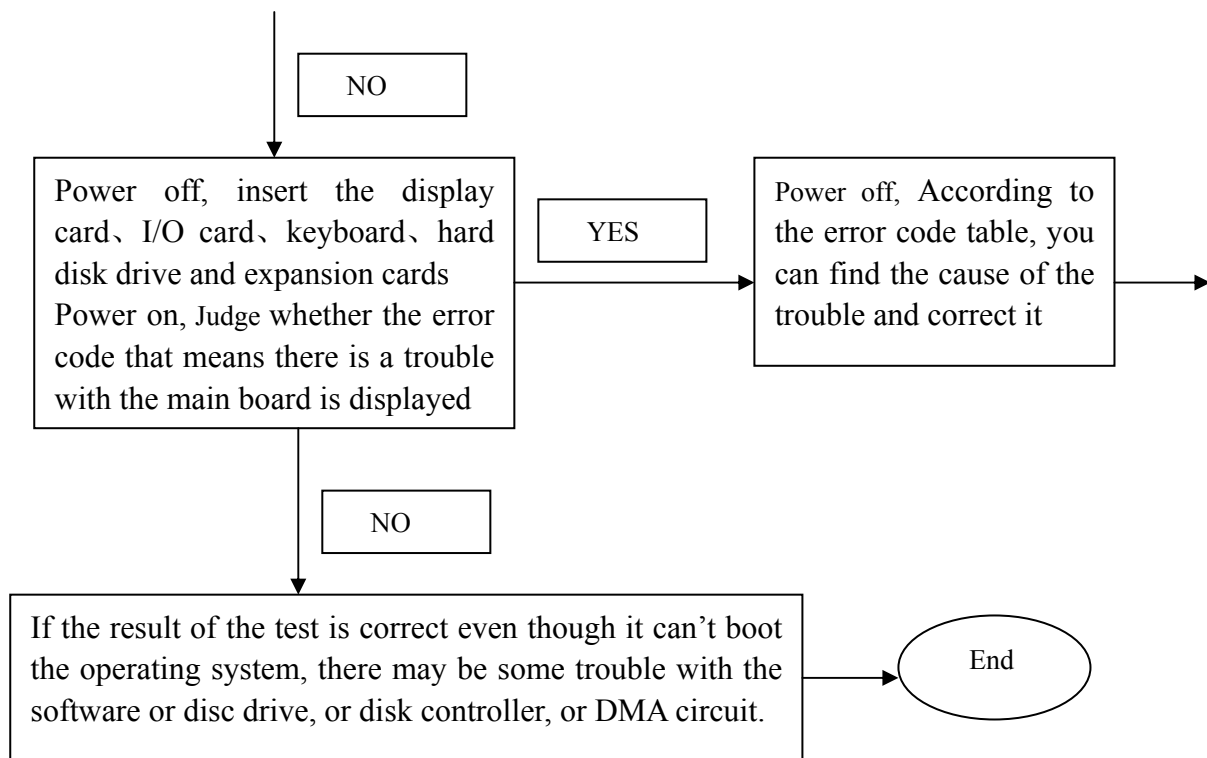 NO
Power off, insert the display
card、I/O card、keyboard、hard
disk drive and expansion cards
Power on, Judge whether the error
code that means there is a trouble
with the main board is displayed
YES
Power off, According to
the error code table, you
can find the cause of the
trouble and correct it
NO
If the result of the test is correct even though it can’t boot
the operating system, there may be some trouble with the
software or disc drive, or disk controller, or DMA circuit.
End